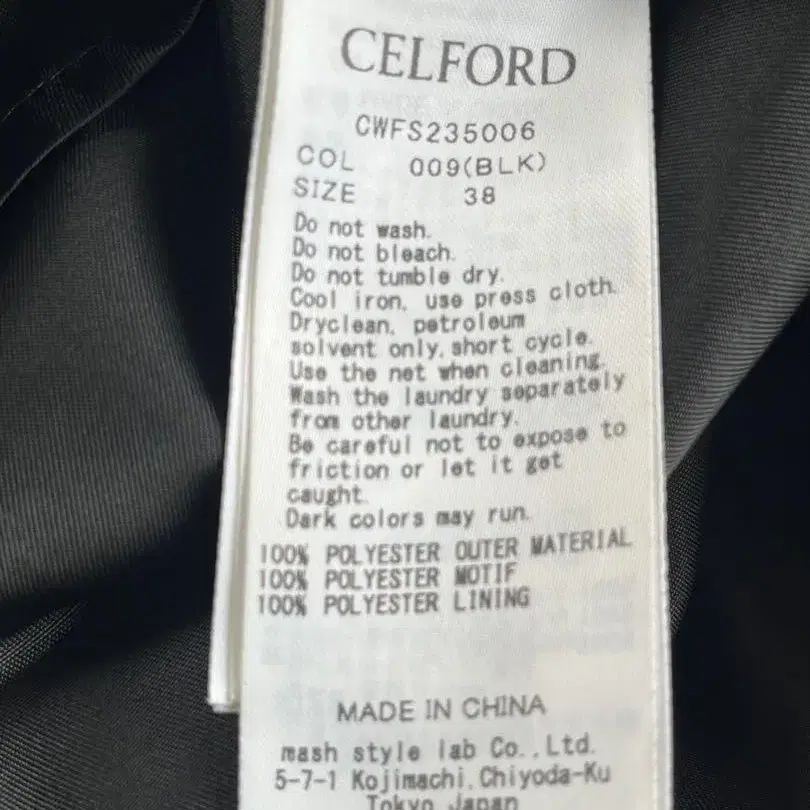 CELFORD
CWFS235006
COL 009(BLK)
SIZE 38
Do not wash.
Do not bleach.
Do not tumble dry.
Cool iron, use press cloth.
Dryclean, petroleum
solvent only,short cycle.
Use the net when cleaning.
Wash the laundry separately
from other laundry.
Be careful not to expose to
friction or let it get
caught.
Dark colors may run.
100% POLYESTER OUTER MATERIAL
100% POLYESTER MOTIF
100% POLYESTER LINING
MADE IN CHINA
mash style lab Co.,Ltd.
5-7-1 Kojimachi,Chiyoda-Ku
Tokyo Japan